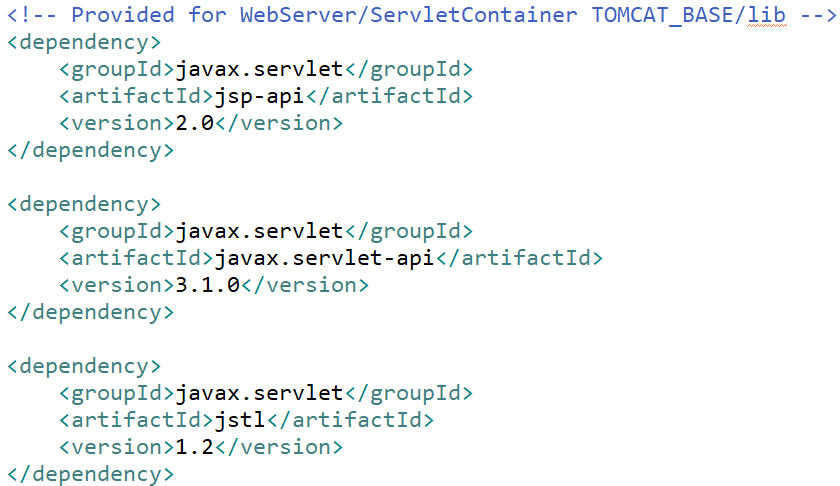 <!-- Provided for WebServer/ServletContainer TOMCAT_BASE/lib -->
<dependency>
    <groupId>javax.servlet</groupId>
    <artifactId>jsp-api</artifactId>
    <version>2.0</version>
</dependency>

<dependency>
    <groupId>javax.servlet</groupId>
    <artifactId>javax.servlet-api</artifactId>
    <version>3.1.0</version>
</dependency>

<dependency>
    <groupId>javax.servlet</groupId>
    <artifactId>jstl</artifactId>
    <version>1.2</version>
</dependency>